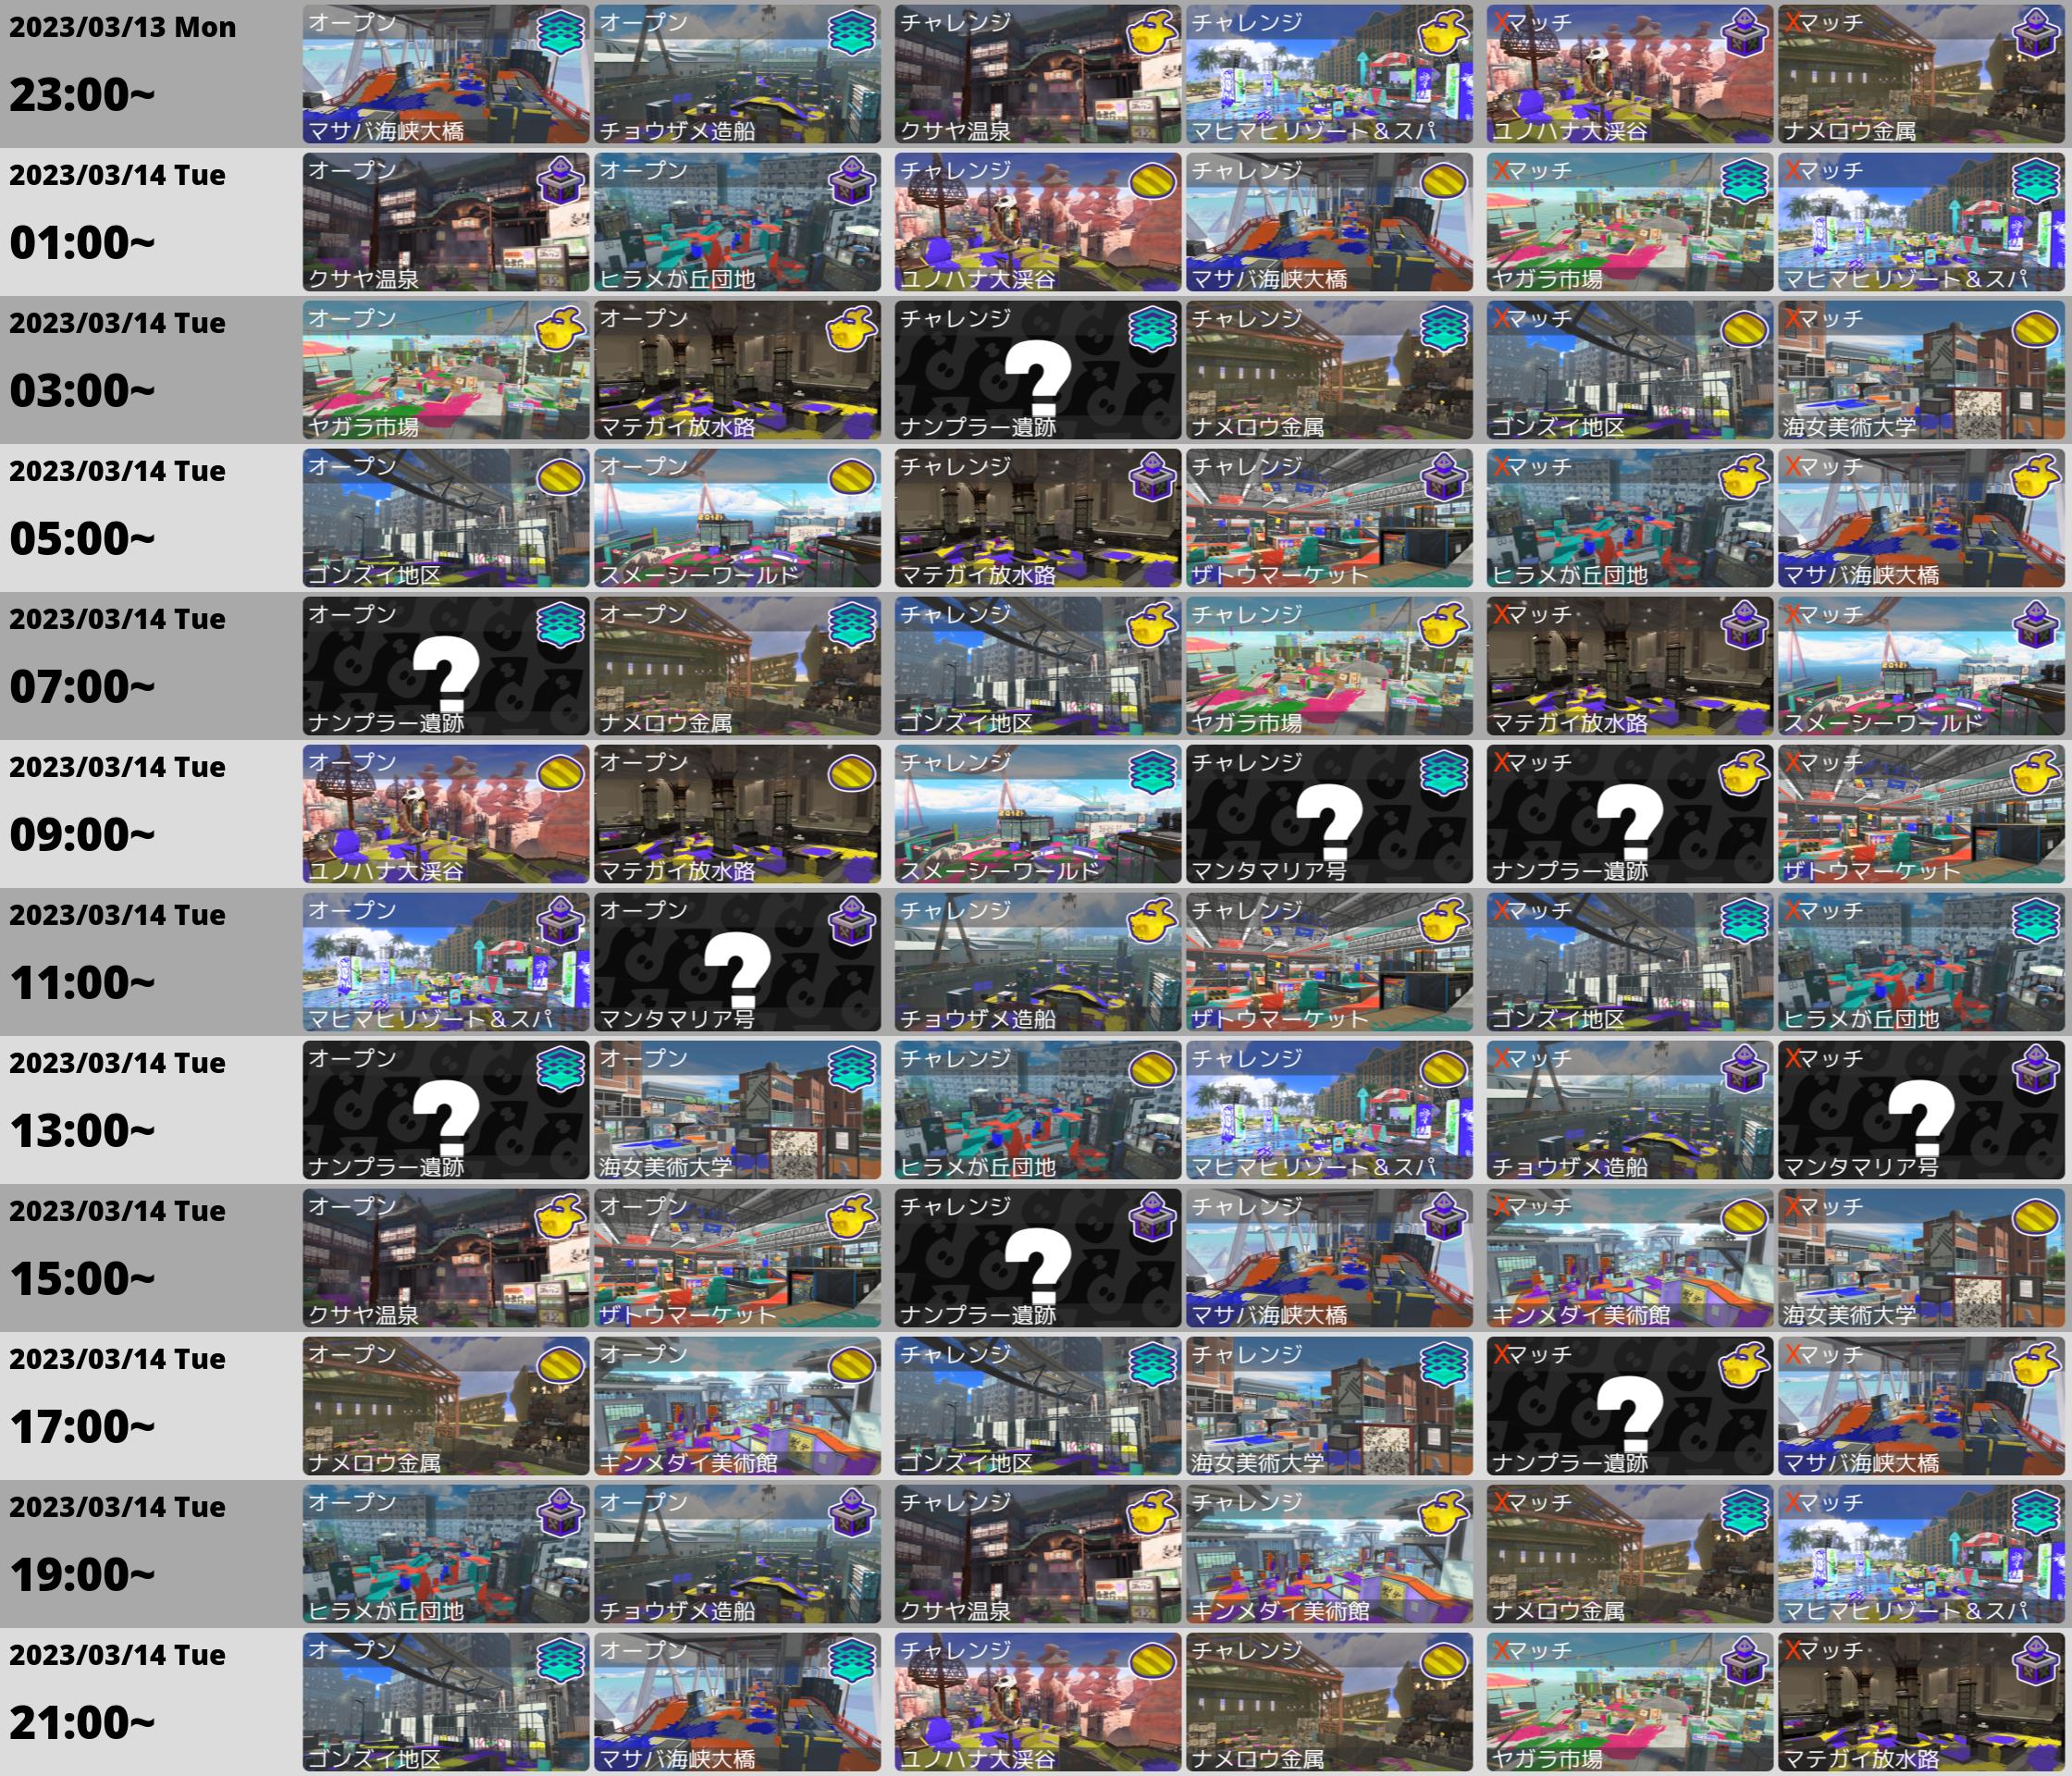 2023/03/13 Mon
23:00~
オープン オープン チャレンジ チャレンジ Xマッチ Xマッチ
マサバ海峡大橋 チョウザメ造船 クサヤ温泉 マヒマヒリゾート＆スパ ユノハナ大渓谷 ナメロウ金属
2023/03/14 Tue
01:00~
オープン オープン チャレンジ チャレンジ Xマッチ Xマッチ
クサヤ温泉 ヒラメが丘団地 ユノハナ大渓谷 マサバ海峡大橋 ヤガラ市場 マヒマヒリゾート＆スパ
2023/03/14 Tue
03:00~
オープン オープン チャレンジ チャレンジ Xマッチ Xマッチ
ヤガラ市場 マテガイ放水路 ナンプラー遺跡 ナメロウ金属 ゴンズイ地区 海女美術大学
2023/03/14 Tue
05:00~
オープン オープン チャレンジ チャレンジ Xマッチ Xマッチ
ゴンズイ地区 スメーシーワールド マテガイ放水路 ザトウマーケット ヒラメが丘団地 マサバ海峡大橋
2023/03/14 Tue
07:00~
オープン オープン チャレンジ チャレンジ Xマッチ Xマッチ
ナンプラー遺跡 ナメロウ金属 ゴンズイ地区 ヤガラ市場 マテガイ放水路 スメーシーワールド
2023/03/14 Tue
09:00~
オープン オープン チャレンジ チャレンジ Xマッチ Xマッチ
ユノハナ大渓谷 マテガイ放水路 スメーシーワールド マンタマリア号 ナンプラー遺跡 ザトウマーケット
2023/03/14 Tue
11:00~
オープン オープン チャレンジ チャレンジ Xマッチ Xマッチ
マヒマヒリゾート＆スパ マンタマリア号 チョウザメ造船 ザトウマーケット ゴンズイ地区 ヒラメが丘団地
2023/03/14 Tue
13:00~
オープン オープン チャレンジ チャレンジ Xマッチ Xマッチ
ナンプラー遺跡 海女美術大学 ヒラメが丘団地 マヒマヒリゾート＆スパ チョウザメ造船 マンタマリア号
2023/03/14 Tue
15:00~
オープン オープン チャレンジ チャレンジ Xマッチ Xマッチ
クサヤ温泉 ザトウマーケット ナンプラー遺跡 マサバ海峡大橋 キンメダイ美術館 海女美術大学
2023/03/14 Tue
17:00~
オープン オープン チャレンジ チャレンジ Xマッチ Xマッチ
ナメロウ金属 キンメダイ美術館 ゴンズイ地区 海女美術大学 ナンプラー遺跡 マサバ海峡大橋
2023/03/14 Tue
19:00~
オープン オープン チャレンジ チャレンジ Xマッチ Xマッチ
ヒラメが丘団地 チョウザメ造船 クサヤ温泉 キンメダイ美術館 ナメロウ金属 マヒマヒリゾート＆スパ
2023/03/14 Tue
21:00~
オープン オープン チャレンジ チャレンジ Xマッチ Xマッチ
ゴンズイ地区 マサバ海峡大橋 ユノハナ大渓谷 ナメロウ金属 ヤガラ市場 マテガイ放水路